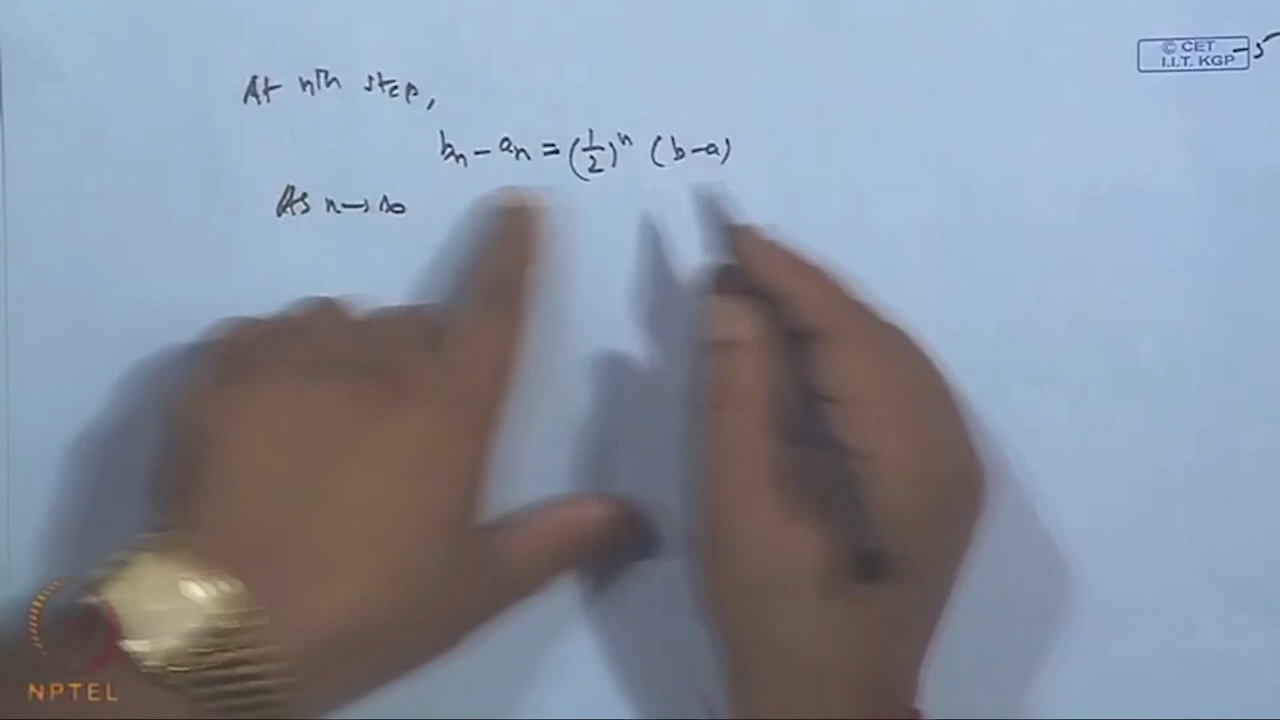 © CET
I.I.T. KGP
At nth step,
bₙ - aₙ = (1/2)ⁿ (b-a)
As n→∞
NPTEL